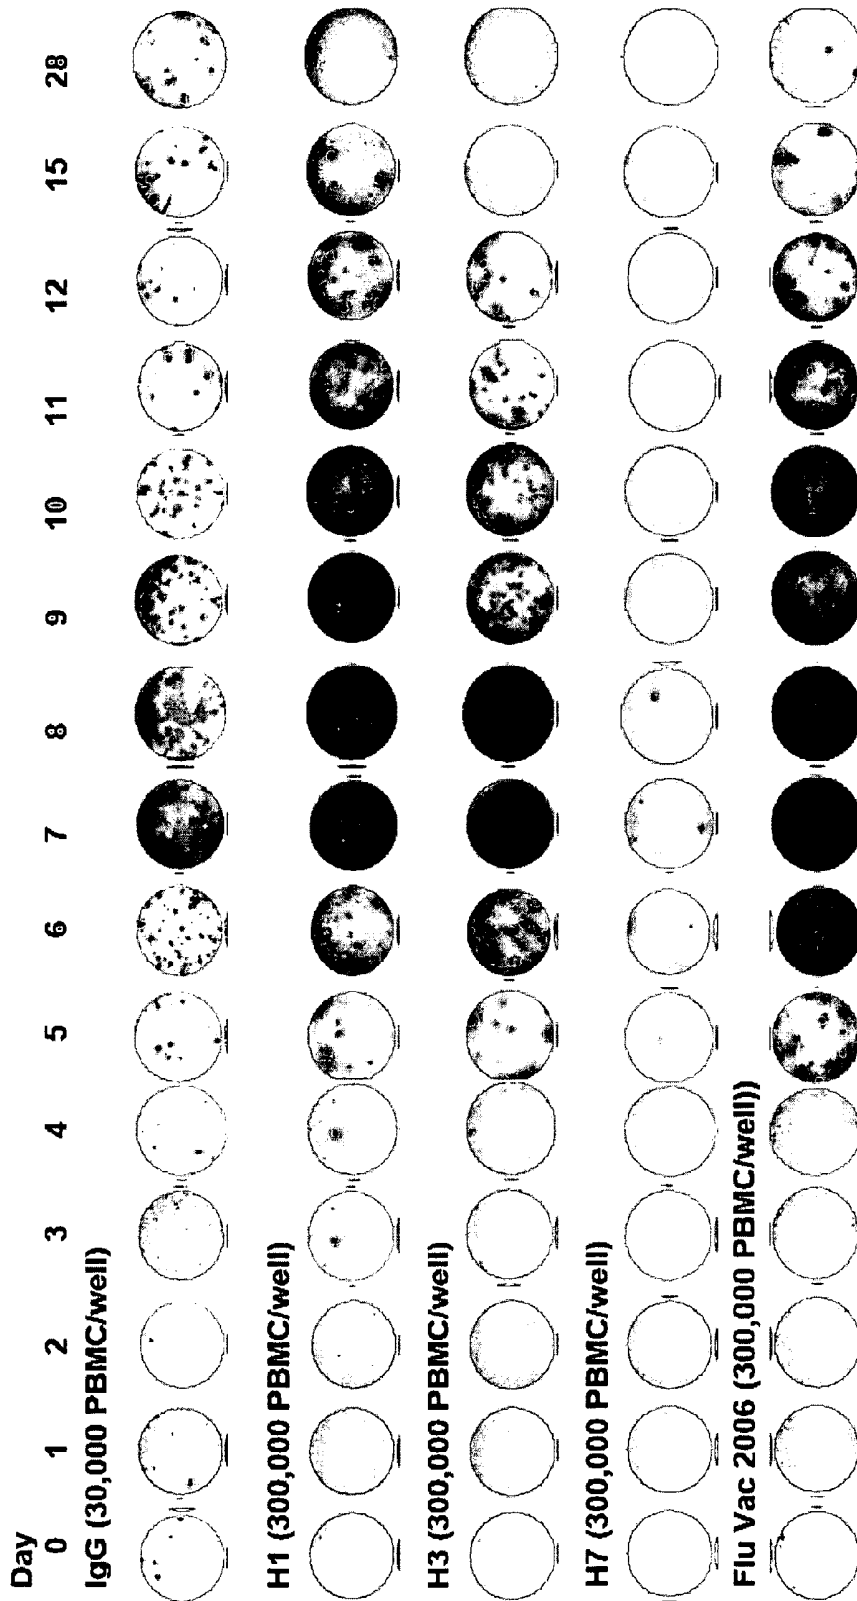 Day
0 1 2 3 4 5 6 7 8 9 10 11 12 15 28
IgG (30,000 PBMC/well)
H1 (300,000 PBMC/well)
H3 (300,000 PBMC/well)
H7 (300,000 PBMC/well)
Flu Vac 2006 (300,000 PBMC/well))